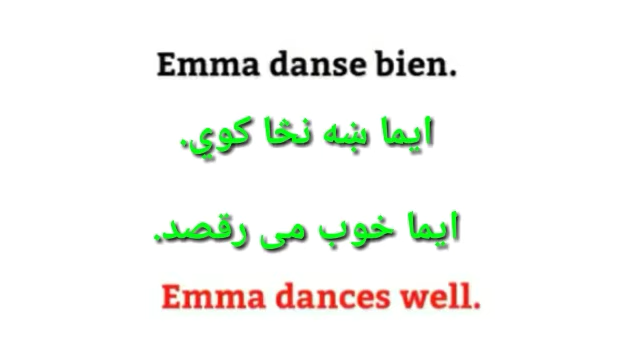 Emma danse bien.
ایما ښه نڅا کوي.
ایما خوب می رقصد.
Emma dances well.